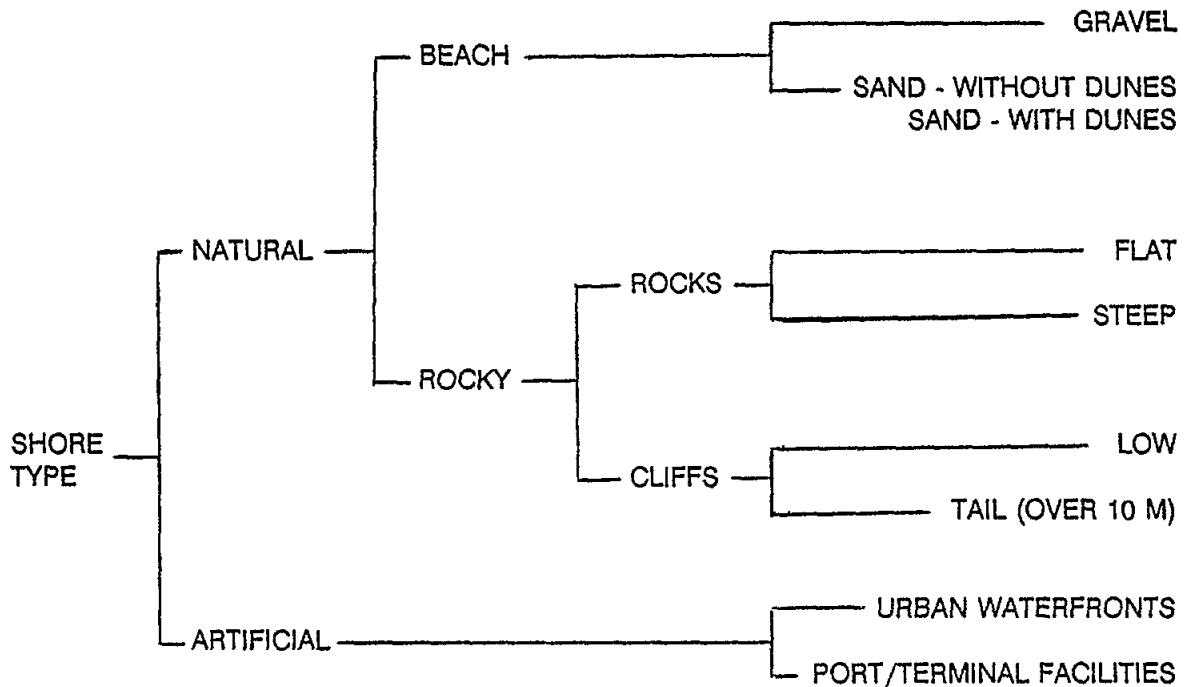 GRAVEL
BEACH
SAND - WITHOUT DUNES
SAND - WITH DUNES
NATURAL
FLAT
ROCKS
STEEP
ROCKY
SHORE
TYPE
LOW
CLIFFS
TAIL (OVER 10 M)
URBAN WATERFRONTS
ARTIFICIAL
PORT/TERMINAL FACILITIES